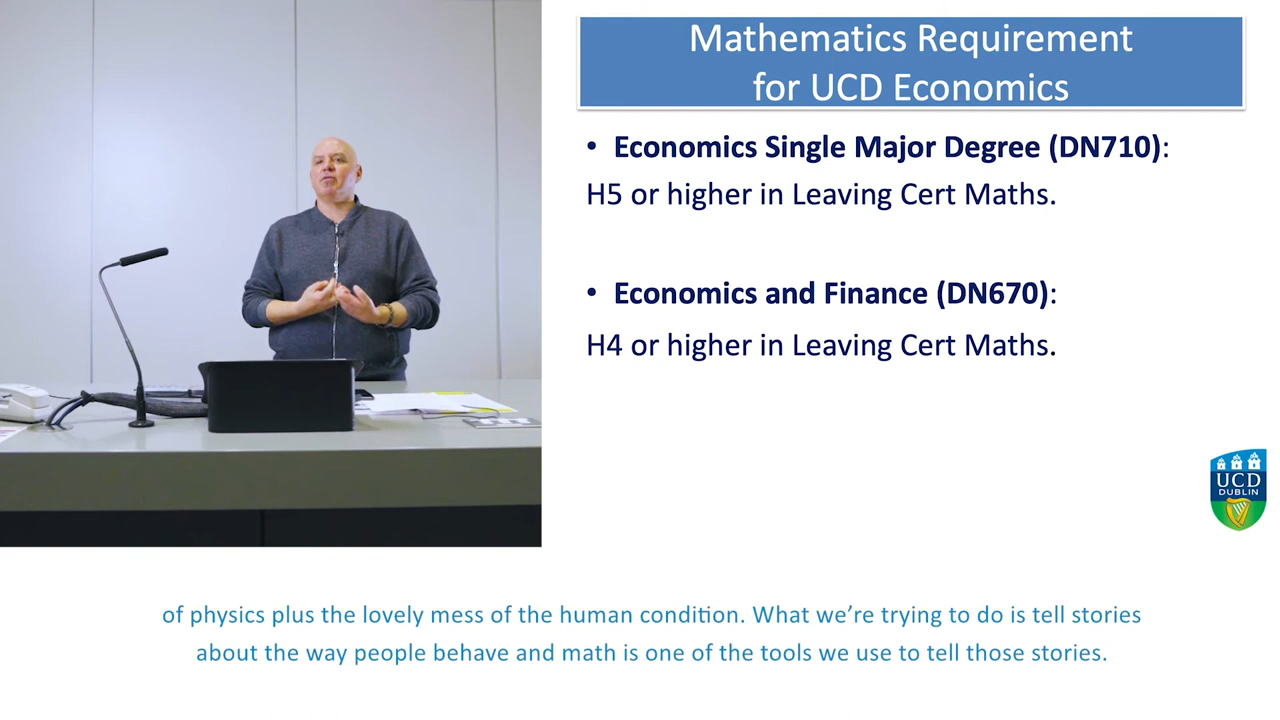 Mathematics Requirement
for UCD Economics
• Economics Single Major Degree (DN710):
H5 or higher in Leaving Cert Maths.
• Economics and Finance (DN670):
H4 or higher in Leaving Cert Maths.
UCD
DUBLIN
of physics plus the lovely mess of the human condition. What we’re trying to do is tell stories
about the way people behave and math is one of the tools we use to tell those stories.